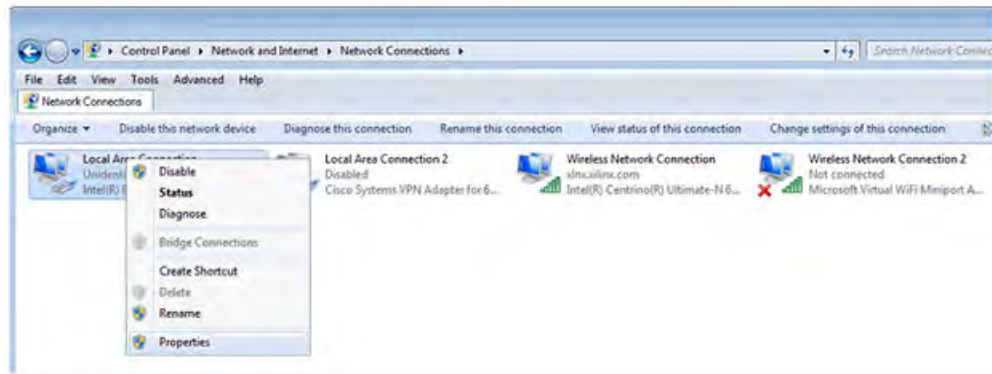 Control Panel ▸ Network and Internet ▸ Network Connections ▸
Search Network Connec
File Edit View Tools Advanced Help
Network Connections
Organize Disable this network device Diagnose this connection Rename this connection View status of this connection Change settings of this connection
Local Area Connection
Unidenti
Intel(R)
Disable
Status
Diagnose
Bridge Connections
Create Shortcut
Delete
Rename
Properties
Local Area Connection 2
Disabled
Cisco Systems VPN Adapter for 6...
Wireless Network Connection
xlnx.xilinx.com
Intel(R) Centrino(R) Ultimate-N 6...
Wireless Network Connection 2
Not connected
Microsoft Virtual WiFi Miniport A...